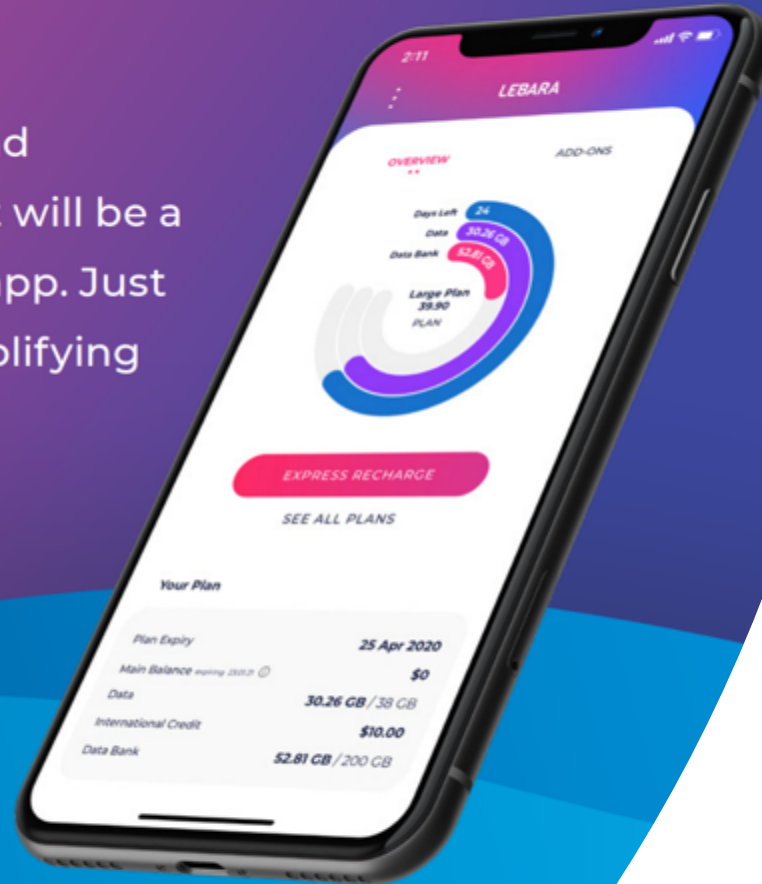 d
will be a
app. Just
plifying
2:11
LEBARA
OVERVIEW
ADD-ONS
Days Left 24
Data 30.26 GB
Data Bank 52.81 GB
Large Plan
39.90
PLAN
EXPRESS RECHARGE
SEE ALL PLANS
Your Plan
Plan Expiry 25 Apr 2020
Main Balance expiring $0
Data 30.26 GB / 38 GB
International Credit $10.00
Data Bank 52.81 GB / 200 GB